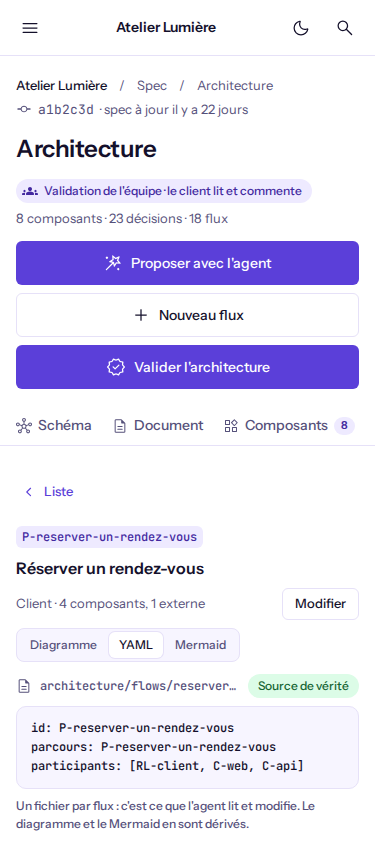 Atelier Lumière
Atelier Lumière / Spec / Architecture
a1b2c3d · spec à jour il y a 22 jours
Architecture
Validation de l'équipe · le client lit et commente
8 composants · 23 décisions · 18 flux
Proposer avec l'agent
Nouveau flux
Valider l'architecture
Schéma Document Composants 8
Liste
P-reserver-un-rendez-vous
Réserver un rendez-vous
Client · 4 composants, 1 externe Modifier
Diagramme YAML Mermaid
architecture/flows/reserver… Source de vérité
id: P-reserver-un-rendez-vous
parcours: P-reserver-un-rendez-vous
participants: [RL-client, C-web, C-api]
Un fichier par flux : c'est ce que l'agent lit et modifie. Le
diagramme et le Mermaid en sont dérivés.